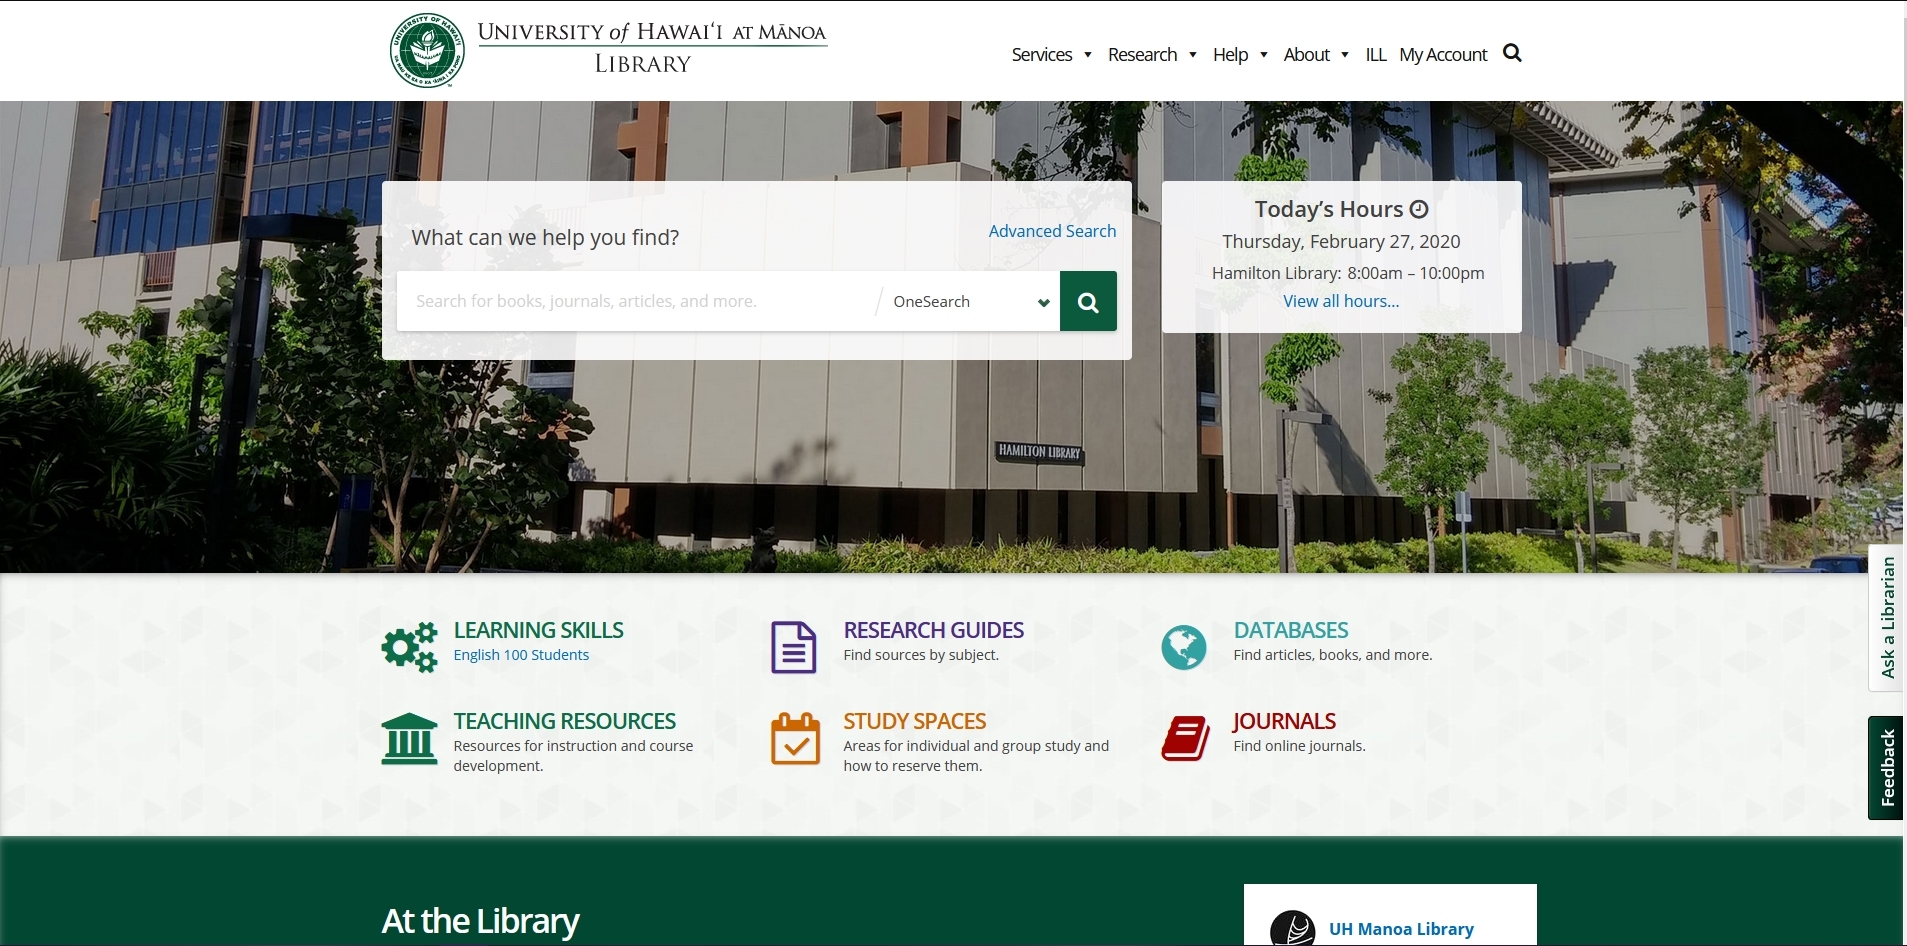 UNIVERSITY of HAWAIʻI AT MĀNOA
LIBRARY
Services Research Help About ILL My Account
What can we help you find?
Advanced Search
Search for books, journals, articles, and more.
OneSearch
Today’s Hours
Thursday, February 27, 2020
Hamilton Library: 8:00am – 10:00pm
View all hours...
HAMILTON LIBRARY
LEARNING SKILLS
English 100 Students
RESEARCH GUIDES
Find sources by subject.
DATABASES
Find articles, books, and more.
TEACHING RESOURCES
Resources for instruction and course
development.
STUDY SPACES
Areas for individual and group study and
how to reserve them.
JOURNALS
Find online journals.
Ask a Librarian
Feedback
At the Library
UH Manoa Library